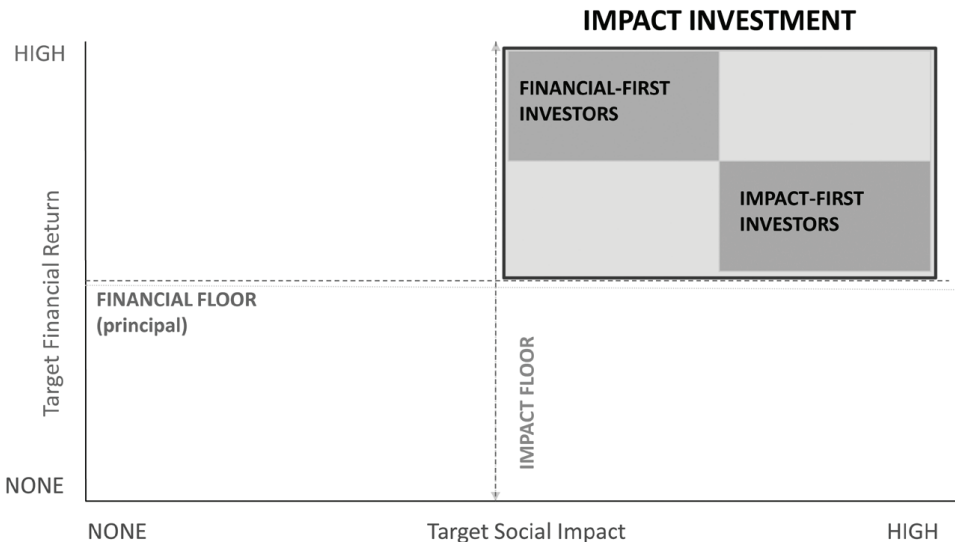 IMPACT INVESTMENT
HIGH
FINANCIAL-FIRST
INVESTORS
IMPACT-FIRST
INVESTORS
Target Financial Return
FINANCIAL FLOOR
(principal)
IMPACT FLOOR
NONE
NONE
Target Social Impact
HIGH